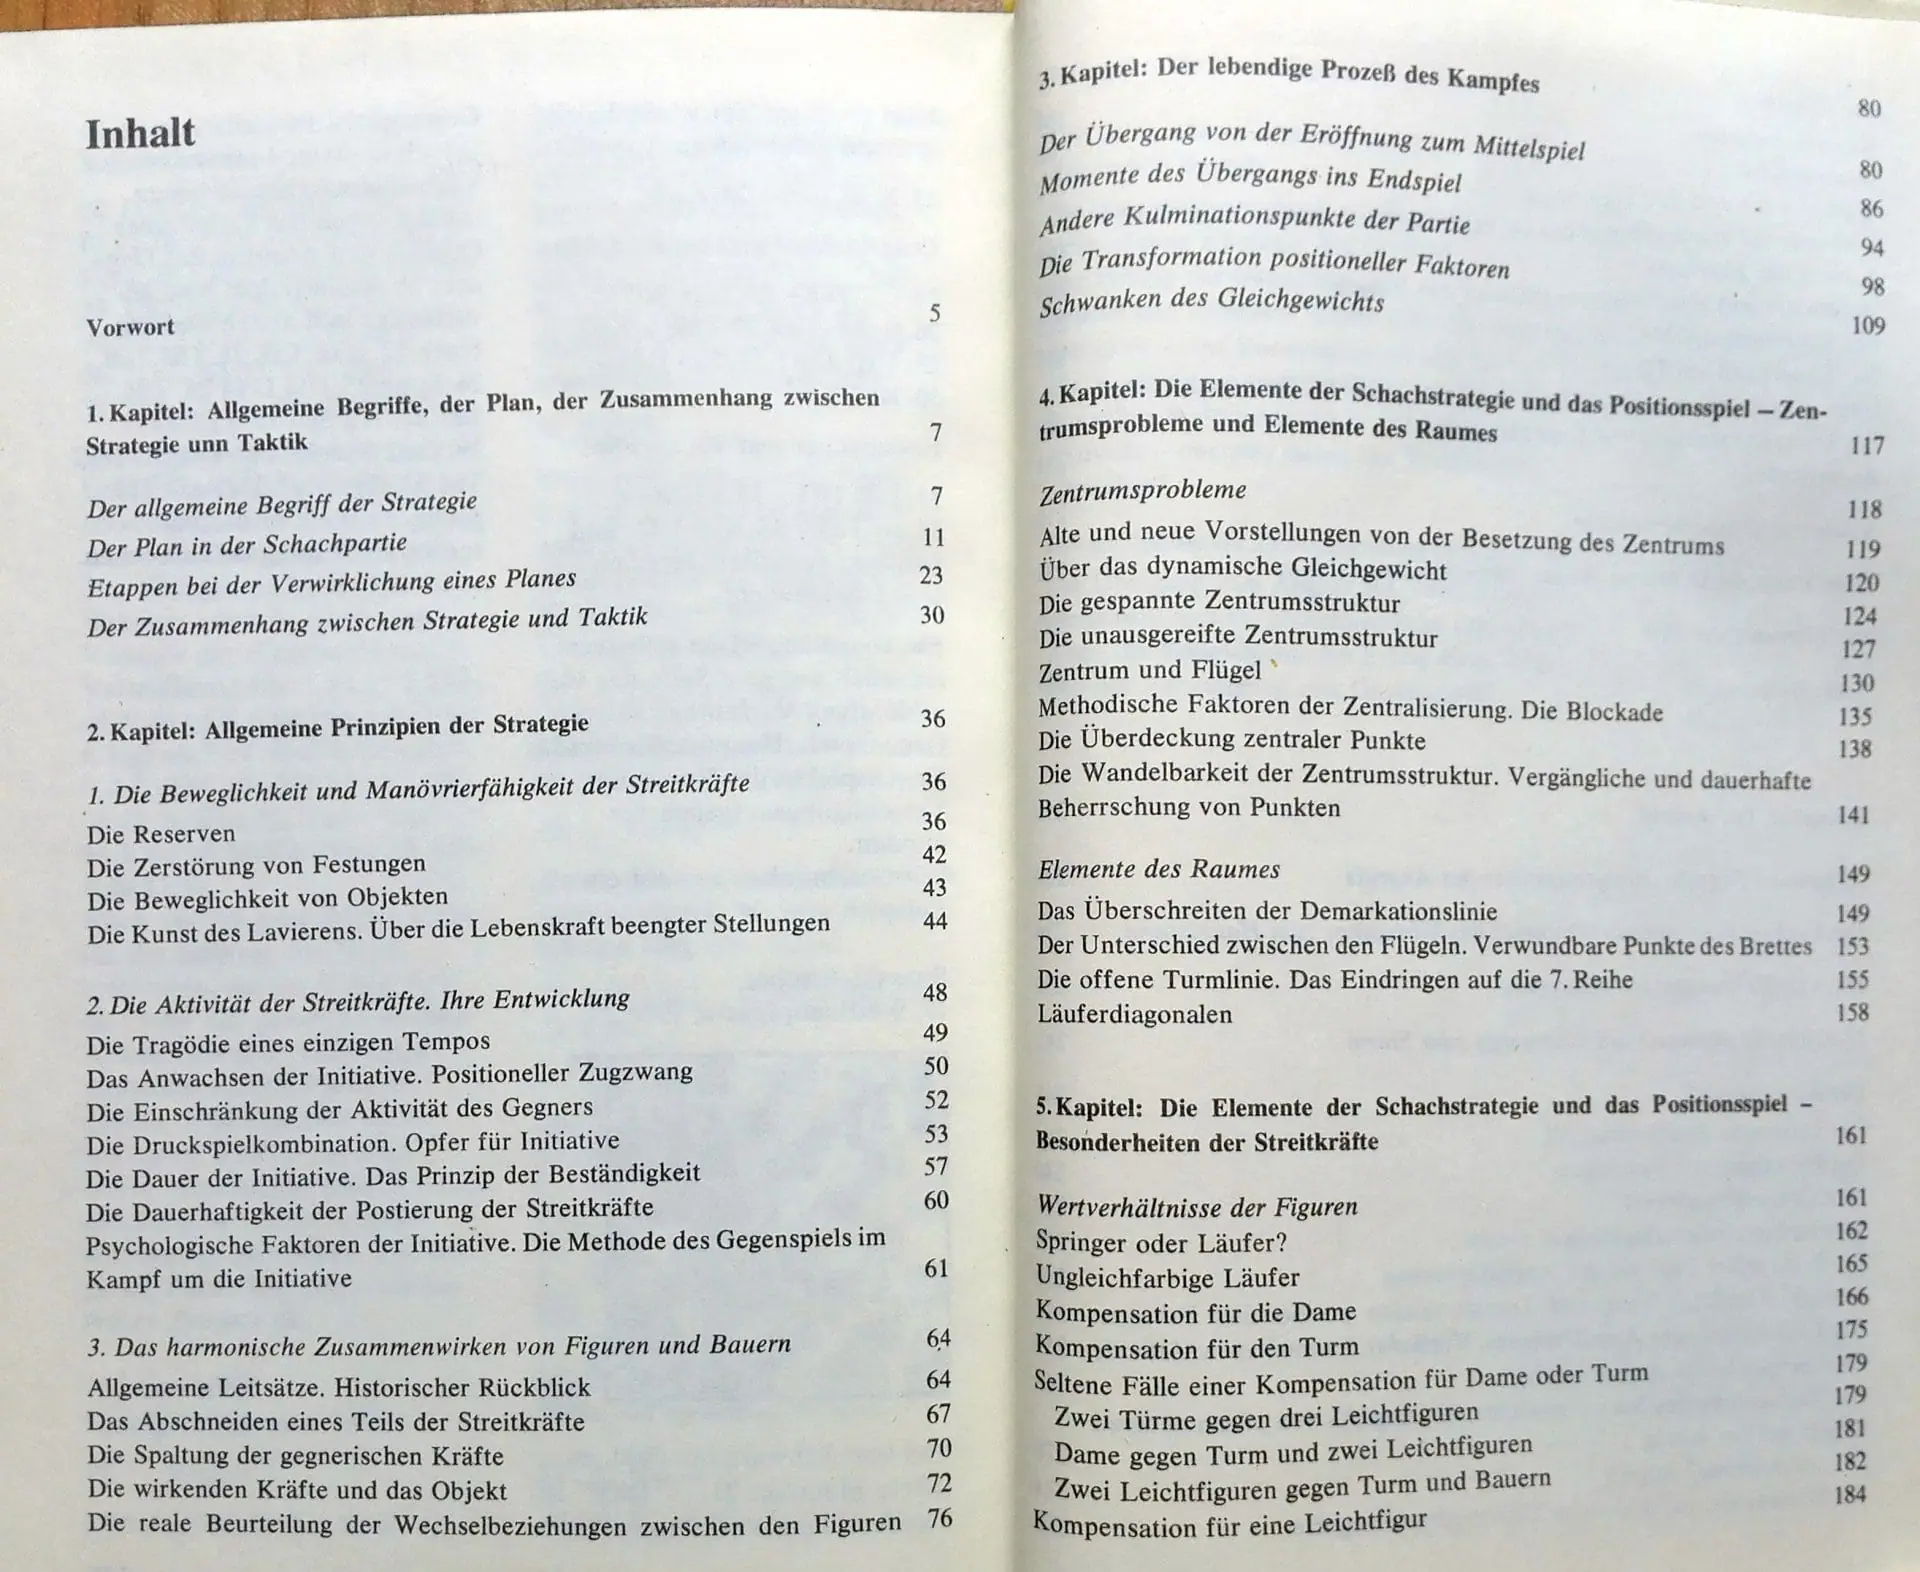 Inhalt
Vorwort 5
1. Kapitel: Allgemeine Begriffe, der Plan, der Zusammenhang zwischen
Strategie unn Taktik 7
Der allgemeine Begriff der Strategie 7
Der Plan in der Schachpartie 11
Etappen bei der Verwirklichung eines Planes 23
Der Zusammenhang zwischen Strategie und Taktik 30
2. Kapitel: Allgemeine Prinzipien der Strategie 36
1. Die Beweglichkeit und Manövrierfähigkeit der Streitkräfte 36
Die Reserven 36
Die Zerstörung von Festungen 42
Die Beweglichkeit von Objekten 43
Die Kunst des Lavierens. Über die Lebenskraft beengter Stellungen 44
2. Die Aktivität der Streitkräfte. Ihre Entwicklung 48
Die Tragödie eines einzigen Tempos 49
Das Anwachsen der Initiative. Positioneller Zugzwang 50
Die Einschränkung der Aktivität des Gegners 52
Die Druckspielkombination. Opfer für Initiative 53
Die Dauer der Initiative. Das Prinzip der Beständigkeit 57
Die Dauerhaftigkeit der Postierung der Streitkräfte 60
Psychologische Faktoren der Initiative. Die Methode des Gegenspiels im
Kampf um die Initiative 61
3. Das harmonische Zusammenwirken von Figuren und Bauern 64
Allgemeine Leitsätze. Historischer Rückblick 64
Das Abschneiden eines Teils der Streitkräfte 67
Die Spaltung der gegnerischen Kräfte 70
Die wirkenden Kräfte und das Objekt 72
Die reale Beurteilung der Wechselbeziehungen zwischen den Figuren 76
3. Kapitel: Der lebendige Prozeß des Kampfes 80
Der Übergang von der Eröffnung zum Mittelspiel 80
Momente des Übergangs ins Endspiel 86
Andere Kulminationspunkte der Partie 94
Die Transformation positioneller Faktoren 98
Schwanken des Gleichgewichts 109
4. Kapitel: Die Elemente der Schachstrategie und das Positionsspiel – Zen-
trumsprobleme und Elemente des Raumes 117
Zentrumsprobleme 118
Alte und neue Vorstellungen von der Besetzung des Zentrums 119
Über das dynamische Gleichgewicht 120
Die gespannte Zentrumsstruktur 124
Die unausgereifte Zentrumsstruktur 127
Zentrum und Flügel 130
Methodische Faktoren der Zentralisierung. Die Blockade 135
Die Überdeckung zentraler Punkte 138
Die Wandelbarkeit der Zentrumsstruktur. Vergängliche und dauerhafte
Beherrschung von Punkten 141
Elemente des Raumes 149
Das Überschreiten der Demarkationslinie 149
Der Unterschied zwischen den Flügeln. Verwundbare Punkte des Brettes 153
Die offene Turmlinie. Das Eindringen auf die 7. Reihe 155
Läuferdiagonalen 158
5. Kapitel: Die Elemente der Schachstrategie und das Positionsspiel –
Besonderheiten der Streitkräfte 161
Wertverhältnisse der Figuren 161
Springer oder Läufer? 162
Ungleichfarbige Läufer 165
Kompensation für die Dame 166
Kompensation für den Turm 175
Seltene Fälle einer Kompensation für Dame oder Turm 179
Zwei Türme gegen drei Leichtfiguren 179
Dame gegen Turm und zwei Leichtfiguren 181
Zwei Leichtfiguren gegen Turm und Bauern 182
Kompensation für eine Leichtfigur 184